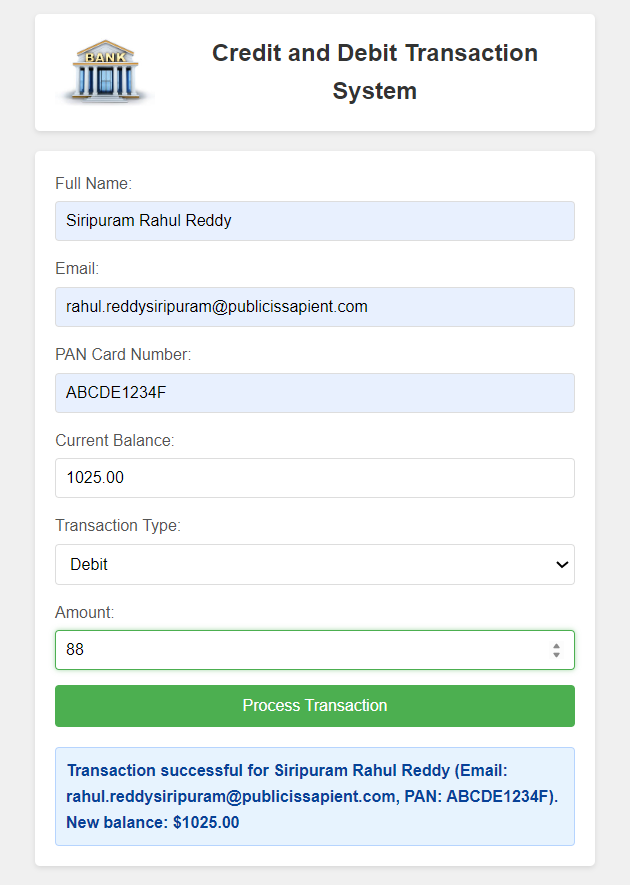 BANK
Credit and Debit Transaction
System
Full Name:
Siripuram Rahul Reddy
Email:
rahul.reddysiripuram@publicissapient.com
PAN Card Number:
ABCDE1234F
Current Balance:
1025.00
Transaction Type:
Debit
Amount:
88
Process Transaction
Transaction successful for Siripuram Rahul Reddy (Email:
rahul.reddysiripuram@publicissapient.com, PAN: ABCDE1234F).
New balance: $1025.00